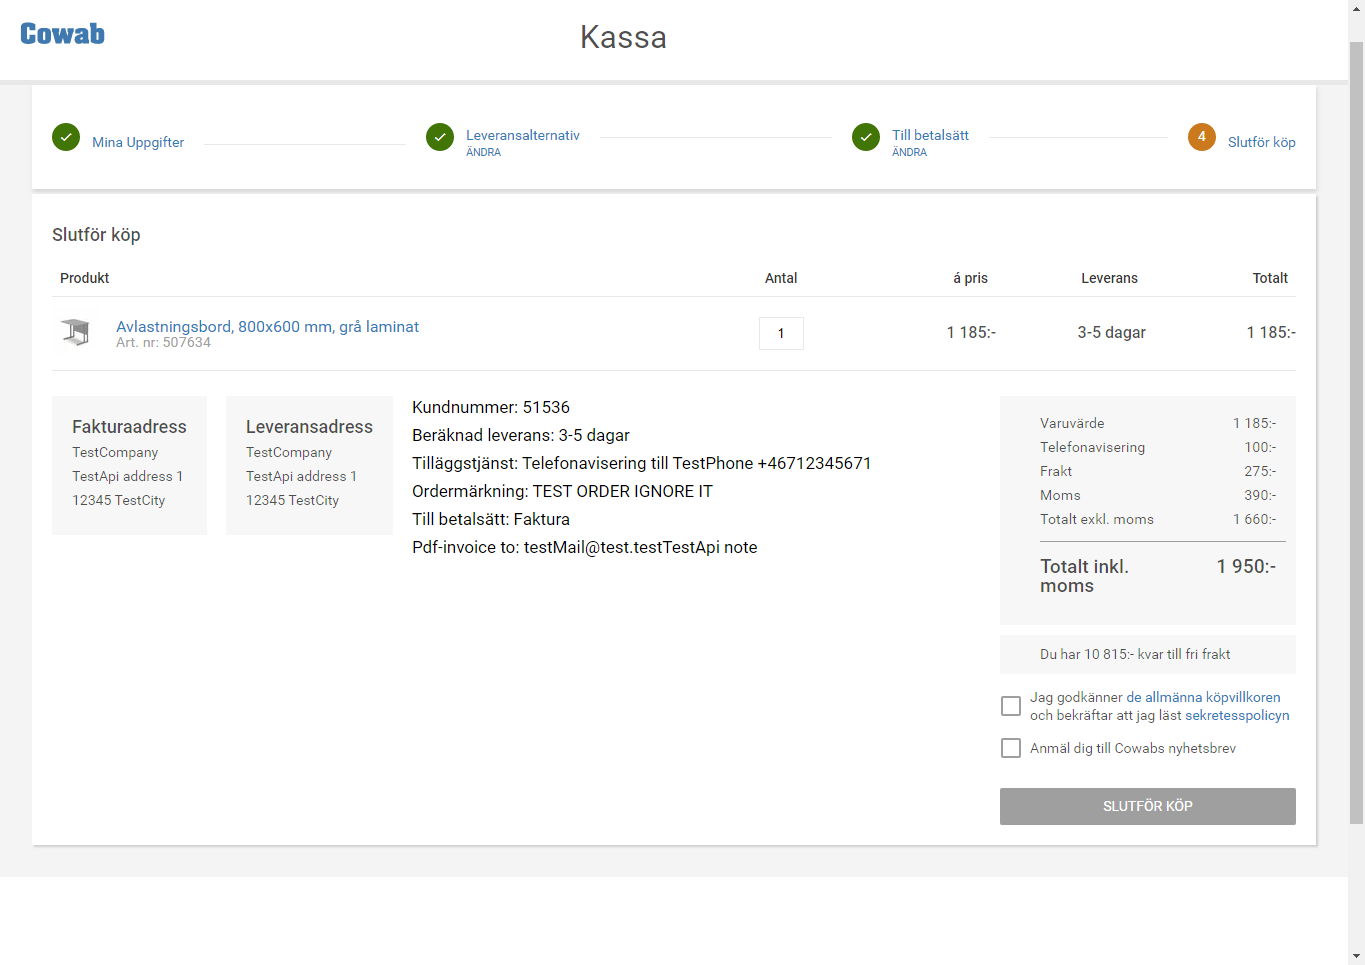 Cowab
Kassa
Mina Uppgifter
Leveransalternativ
ÄNDRA
Till betalsätt
ÄNDRA
4
Slutför köp
Slutför köp
Produkt Antal á pris Leverans Totalt
Avlastningsbord, 800x600 mm, grå laminat 1 1 185:- 3-5 dagar 1 185:-
Art. nr: 507634
Fakturaadress
TestCompany
TestApi address 1
12345 TestCity
Leveransadress
TestCompany
TestApi address 1
12345 TestCity
Kundnummer: 51536
Beräknad leverans: 3-5 dagar
Tilläggstjänst: Telefonavisering till TestPhone +46712345671
Ordermärkning: TEST ORDER IGNORE IT
Till betalsätt: Faktura
Pdf-invoice to: testMail@test.testTestApi note
Varuvärde 1 185:-
Telefonavisering 100:-
Frakt 275:-
Moms 390:-
Totalt exkl. moms 1 660:-
Totalt inkl. 1 950:-
moms
Du har 10 815:- kvar till fri frakt
Jag godkänner de allmänna köpvillkoren
och bekräftar att jag läst sekretesspolicyn
Anmäl dig till Cowabs nyhetsbrev
SLUTFÖR KÖP